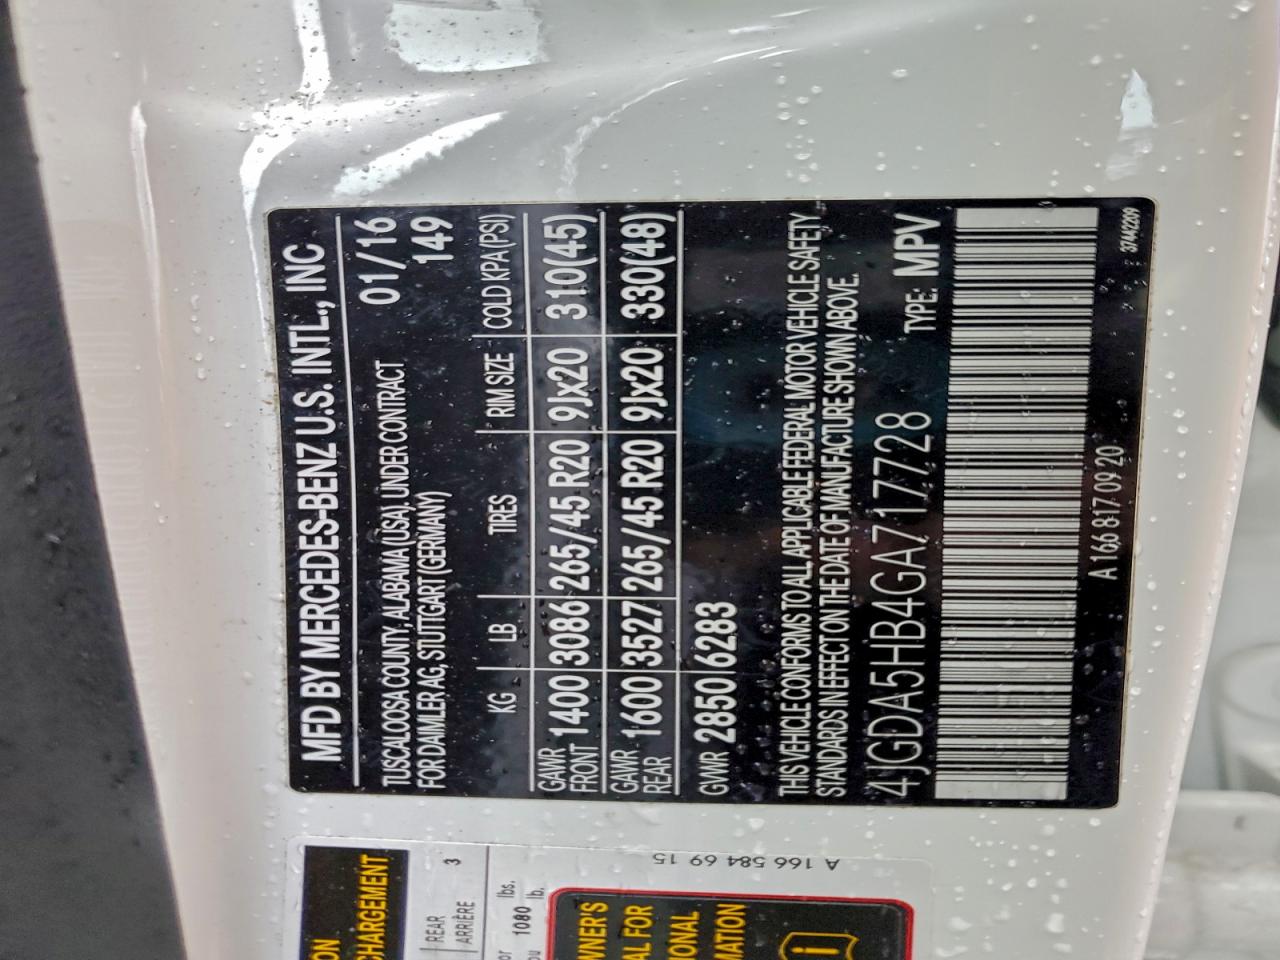 MFD BY MERCEDES-BENZ U.S. INTL., INC
01/16
TUSCALOOSA COUNTY, ALABAMA (USA), UNDER CONTRACT
FOR DAIMLER AG, STUTTGART (GERMANY)
149
KG LB TIRES RIM SIZE COLD KPA (PSI)
GAWR FRONT 1400 3086 265/45 R20 9Jx20 310(45)
GAWR REAR 1600 3527 265/45 R20 9Jx20 330(48)
GVWR 2850 6283
THIS VEHICLE CONFORMS TO ALL APPLICABLE FEDERAL MOTOR VEHICLE SAFETY
STANDARDS IN EFFECT ON THE DATE OF MANUFACTURE SHOWN ABOVE.
4JGDA5HB4GA717728 TYPE: MPV
A 166 817 09 20
37442209
CHARGEMENT
REAR
ARRIÈRE
3
1080 lbs.
lb.
A 166 584 69 15